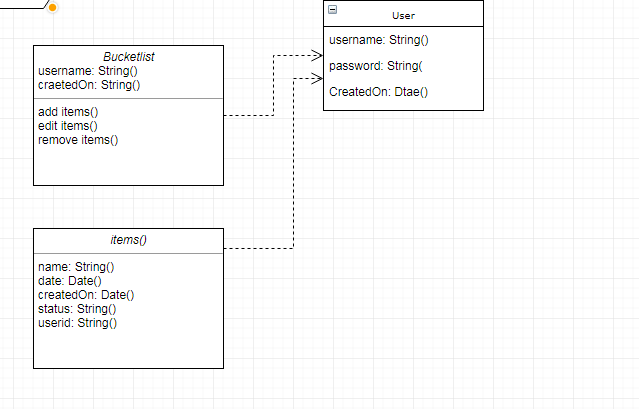 User
username: String()
password: String(
CreatedOn: Dtae()
Bucketlist
username: String()
craetedOn: String()
add items()
edit items()
remove items()
items()
name: String()
date: Date()
createdOn: Date()
status: String()
userid: String()